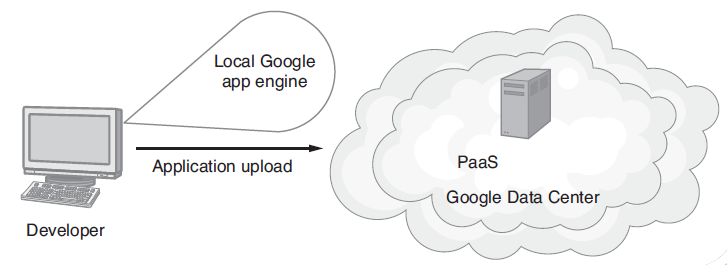 Local Google
app engine
Application upload
Developer
PaaS
Google Data Center